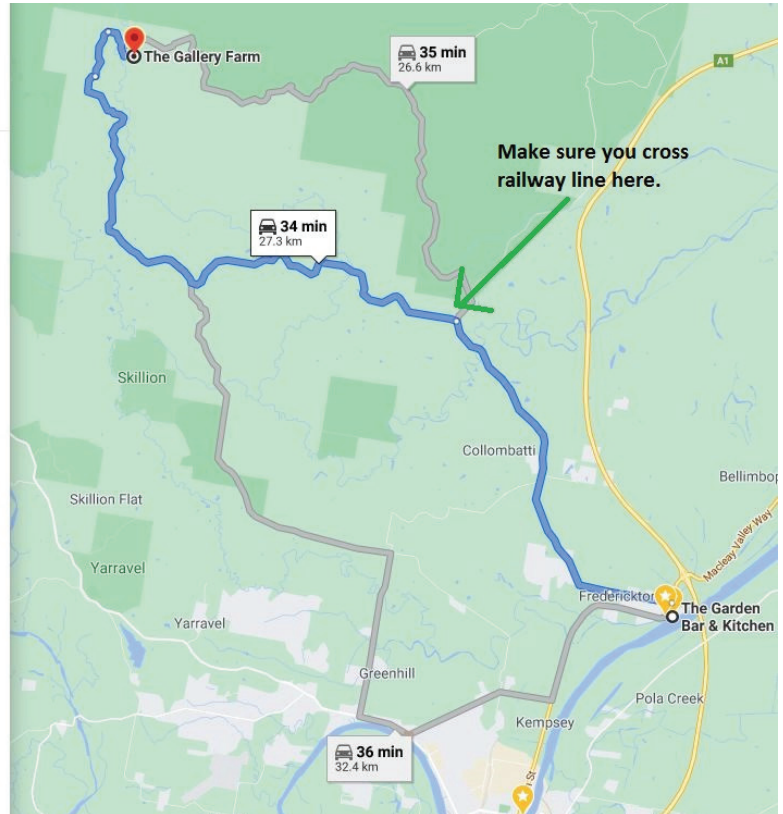 The Gallery Farm
35 min
26.6 km
A1
Make sure you cross
railway line here.
34 min
27.3 km
Skillion
Collombatti
Bellimbop
Skillion Flat
Macleay Valley Way
Yarravel
Frederickton
The Garden
Bar & Kitchen
Yarravel
Greenhill
Pola Creek
Kempsey
36 min
32.4 km
St